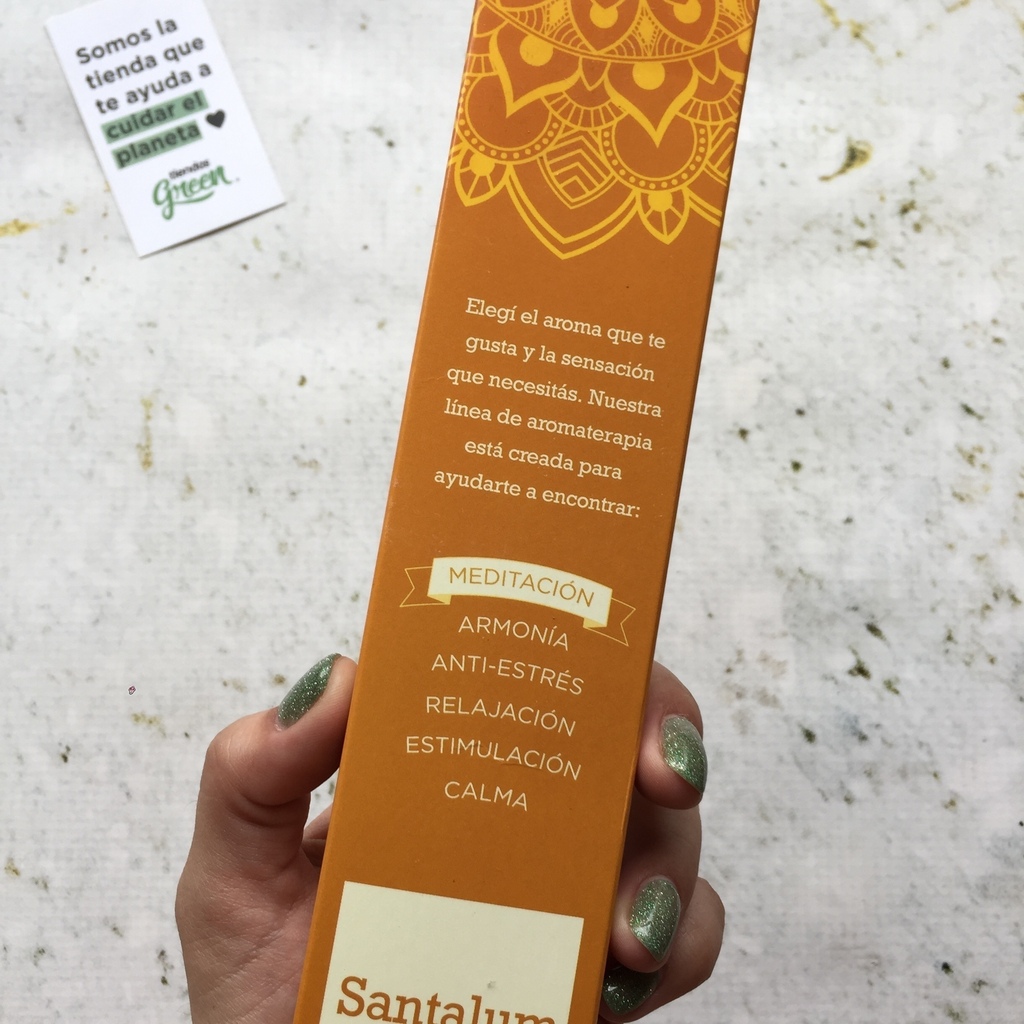 Somos la
tienda que
te ayuda a
cuidar el
planeta
tiendas
green
Elegí el aroma que te
gusta y la sensación
que necesitás. Nuestra
línea de aromaterapia
está creada para
ayudarte a encontrar:
MEDITACIÓN
ARMONÍA
ANTI-ESTRÉS
RELAJACIÓN
ESTIMULACIÓN
CALMA
Santalum